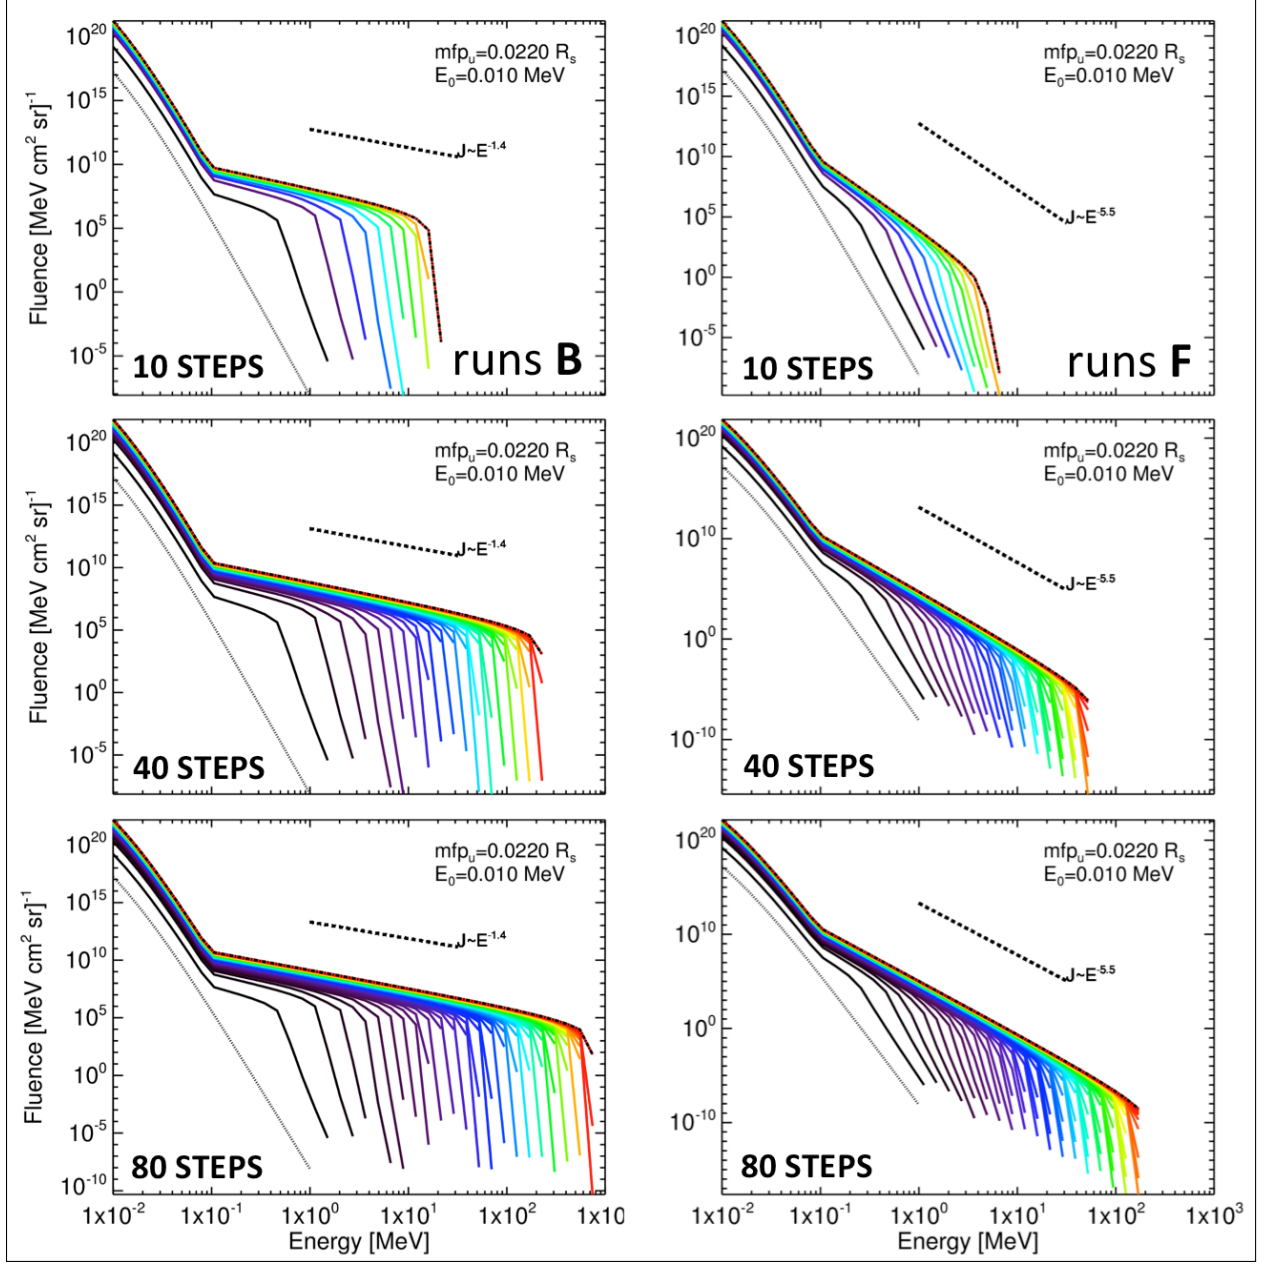 Fluence [MeV cm² sr]⁻¹
10²⁰
10¹⁵
10¹⁰
10⁵
10⁰
10⁻⁵
mfpᵤ=0.0220 Rₛ
E₀=0.010 MeV
J~E⁻¹·⁴
10 STEPS
runs B
10²⁰
10¹⁵
10¹⁰
10⁵
10⁰
10⁻⁵
mfpᵤ=0.0220 Rₛ
E₀=0.010 MeV
J~E⁻⁵·⁵
10 STEPS
runs F
Fluence [MeV cm² sr]⁻¹
10²⁰
10¹⁵
10¹⁰
10⁵
10⁰
10⁻⁵
mfpᵤ=0.0220 Rₛ
E₀=0.010 MeV
J~E⁻¹·⁴
40 STEPS
10²⁰
10¹⁰
10⁰
10⁻¹⁰
mfpᵤ=0.0220 Rₛ
E₀=0.010 MeV
J~E⁻⁵·⁵
40 STEPS
Fluence [MeV cm² sr]⁻¹
10²⁰
10¹⁵
10¹⁰
10⁵
10⁰
10⁻⁵
10⁻¹⁰
mfpᵤ=0.0220 Rₛ
E₀=0.010 MeV
J~E⁻¹·⁴
80 STEPS
1x10⁻² 1x10⁻¹ 1x10⁰ 1x10¹ 1x10² 1x10
Energy [MeV]
10²⁰
10¹⁰
10⁰
10⁻¹⁰
mfpᵤ=0.0220 Rₛ
E₀=0.010 MeV
J~E⁻⁵·⁵
80 STEPS
1x10⁻² 1x10⁻¹ 1x10⁰ 1x10¹ 1x10² 1x10³
Energy [MeV]